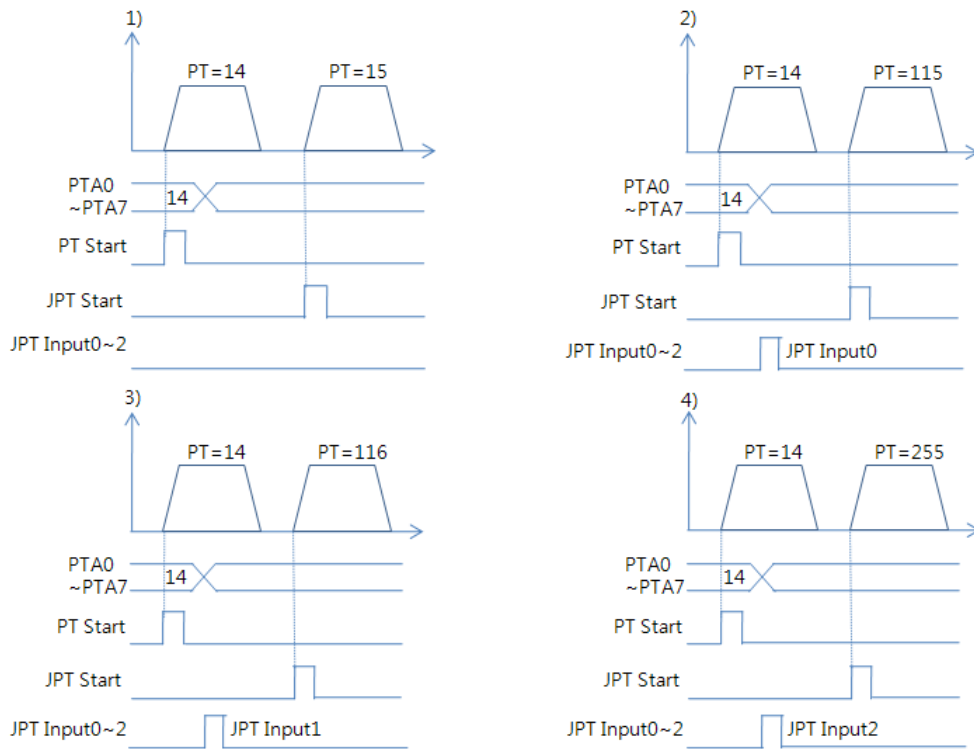 1)
PT=14 PT=15
PTA0
~PTA7
14
PT Start
JPT Start
JPT Input0~2
2)
PT=14 PT=115
PTA0
~PTA7
14
PT Start
JPT Start
JPT Input0~2 JPT Input0
3)
PT=14 PT=116
PTA0
~PTA7
14
PT Start
JPT Start
JPT Input0~2 JPT Input1
4)
PT=14 PT=255
PTA0
~PTA7
14
PT Start
JPT Start
JPT Input0~2 JPT Input2